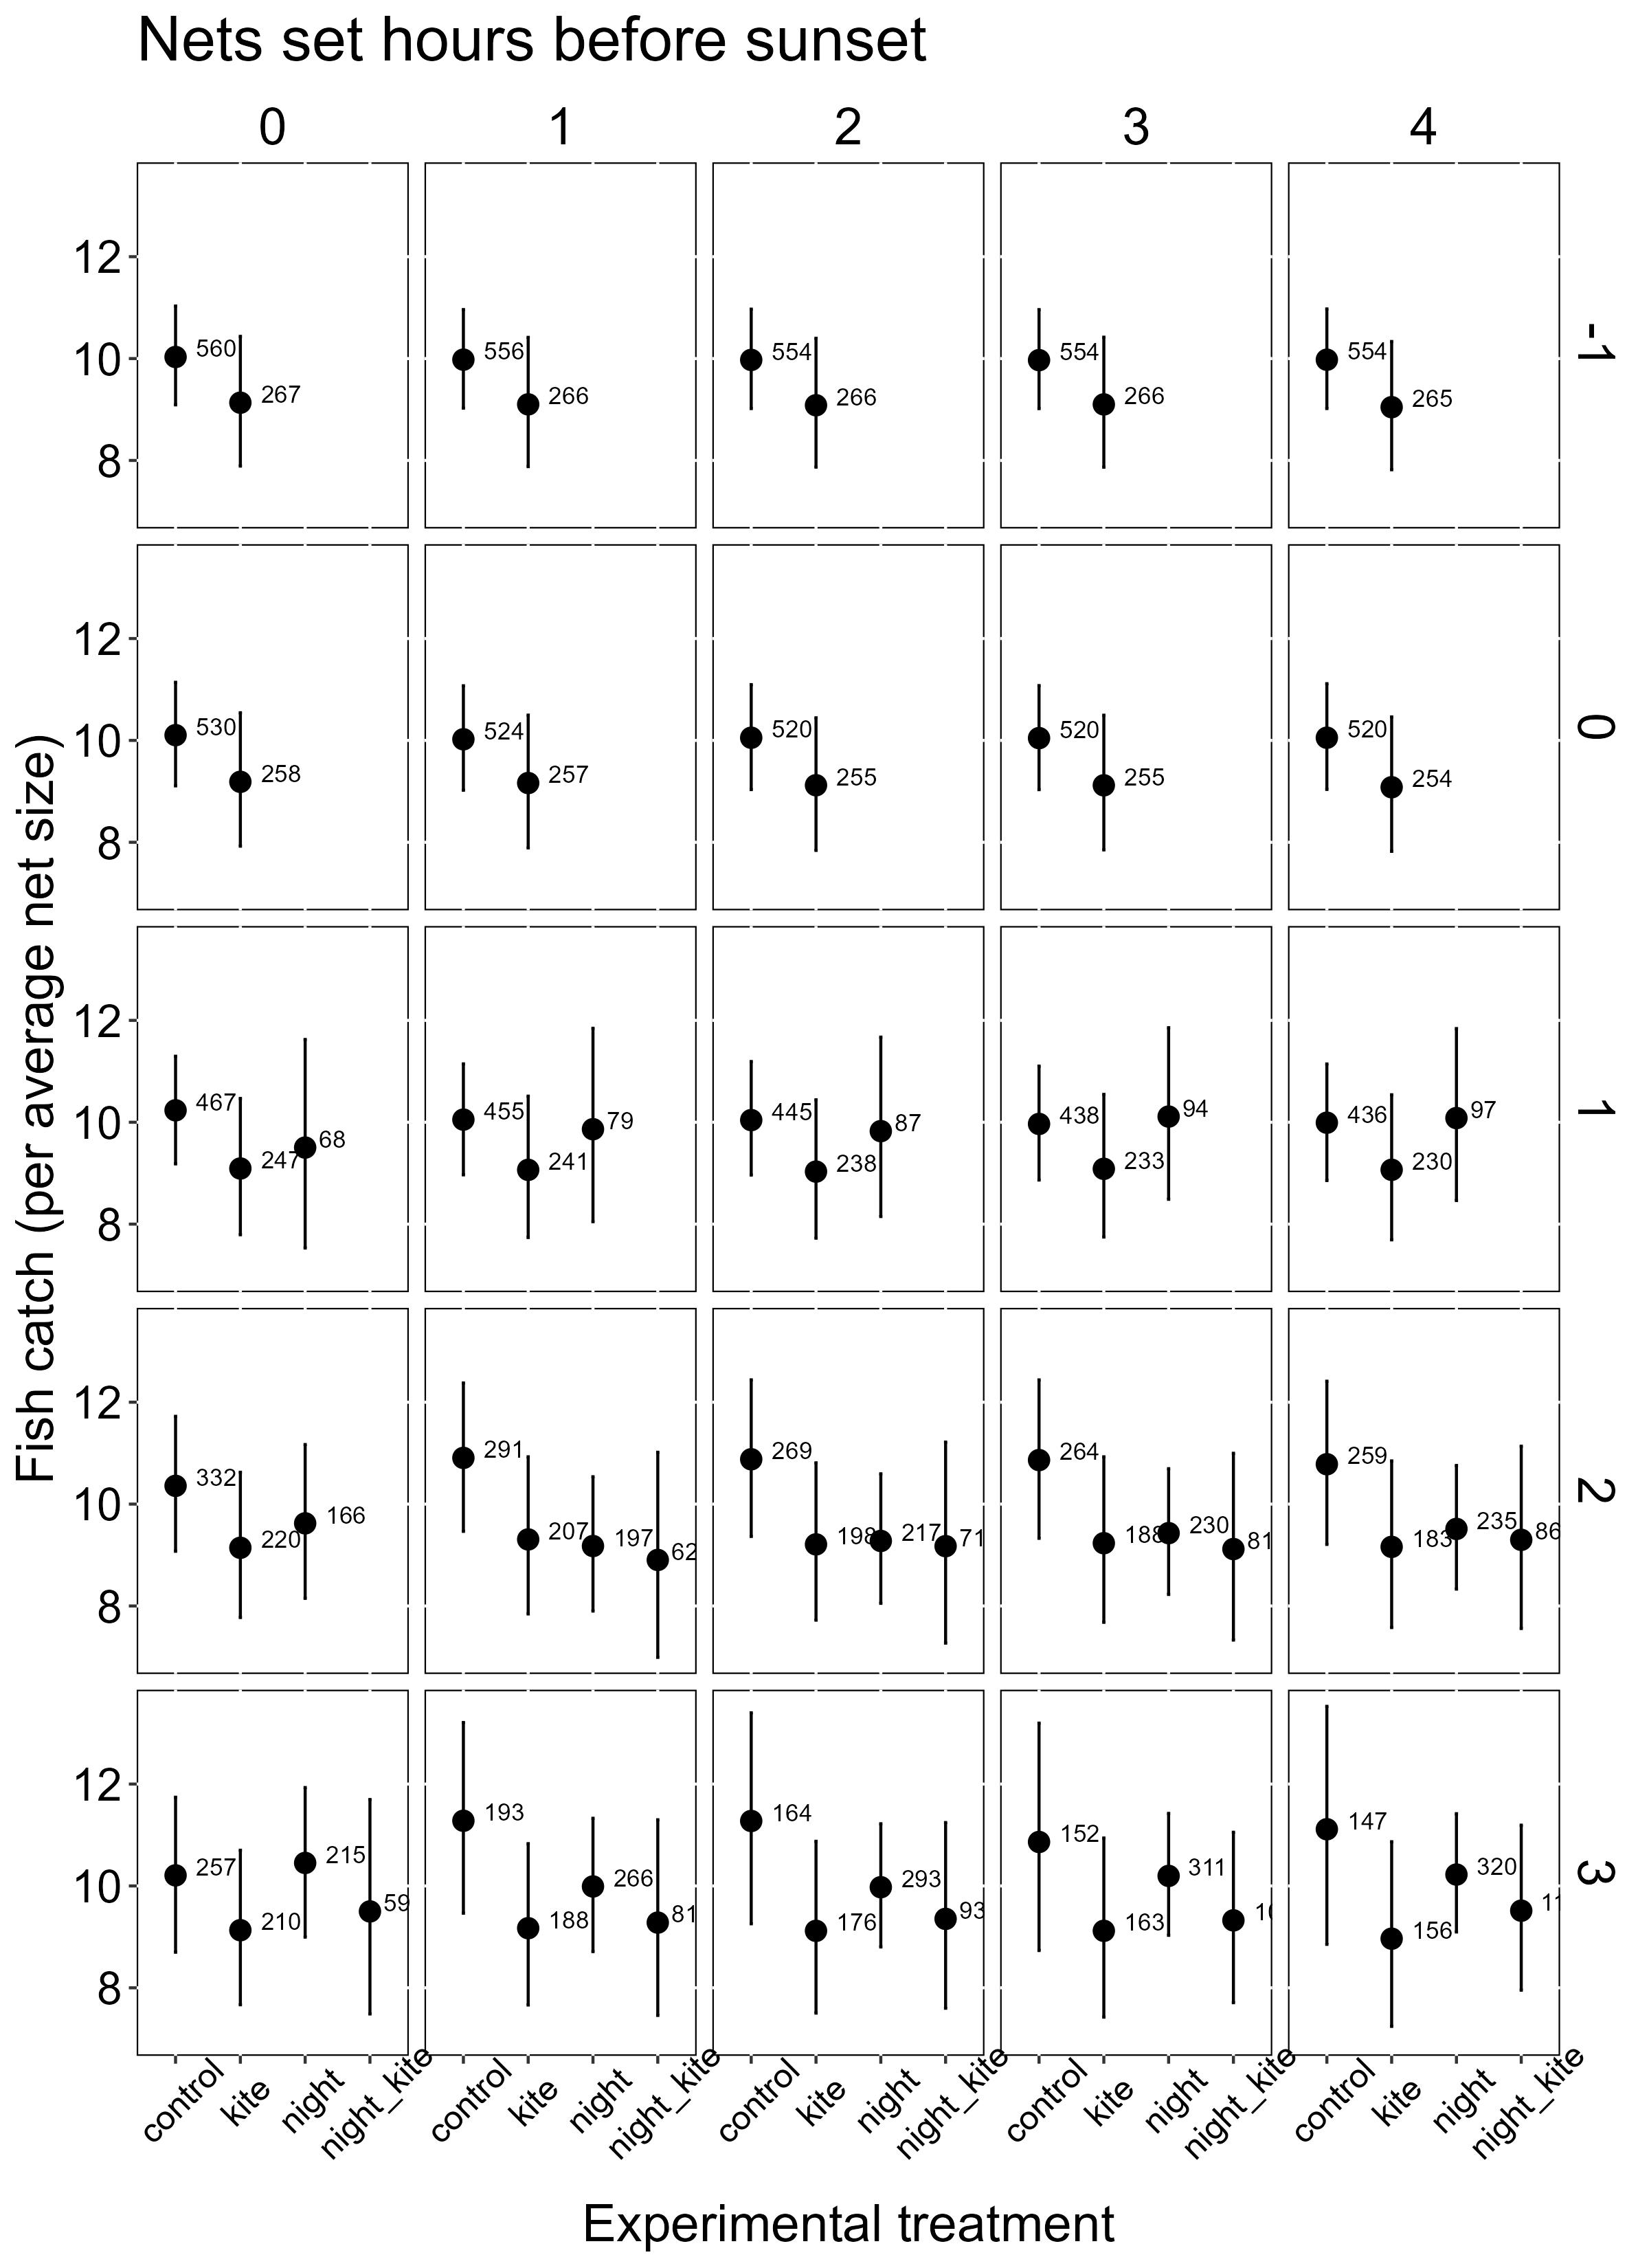 Nets set hours before sunset
0 1 2 3 4
12
10
8
560 267 556 266 554 266 554 266 554 265
-1
12
10
8
530 258 524 257 520 255 520 255 520 254
0
12
10
8
467 247 68 455 241 79 445 238 87 438 233 94 436 230 97
1
12
10
8
332 220 166 291 207 197 62 269 198 217 71 264 188 230 81 259 183 235 86
2
12
10
8
257 210 215 59 193 188 266 81 164 176 293 93 152 163 311 147 156 320
3
control kite night night_kite control kite night night_kite control kite night night_kite control kite night night_kite control kite night night_kite
Experimental treatment
Fish catch (per average net size)